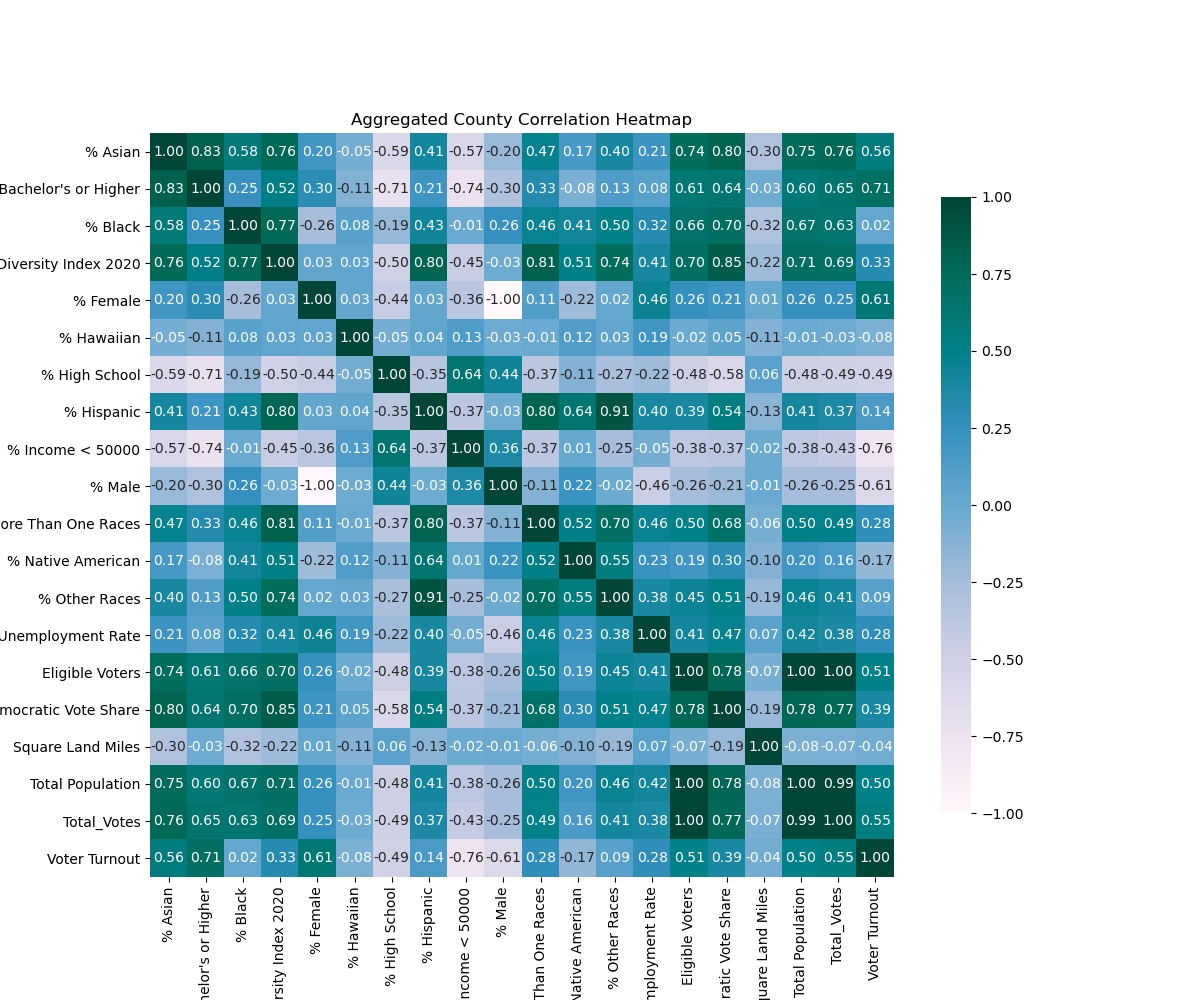 Aggregated County Correlation Heatmap
% Asian 1.00 0.83 0.58 0.76 0.20 -0.05 -0.59 0.41 -0.57 -0.20 0.47 0.17 0.40 0.21 0.74 0.80 -0.30 0.75 0.76 0.56
Bachelor's or Higher 0.83 1.00 0.25 0.52 0.30 -0.11 -0.71 0.21 -0.74 -0.30 0.33 -0.08 0.13 0.08 0.61 0.64 -0.03 0.60 0.65 0.71
% Black 0.58 0.25 1.00 0.77 -0.26 0.08 -0.19 0.43 -0.01 0.26 0.46 0.41 0.50 0.32 0.66 0.70 -0.32 0.67 0.63 0.02
Diversity Index 2020 0.76 0.52 0.77 1.00 0.03 0.03 -0.50 0.80 -0.45 -0.03 0.81 0.51 0.74 0.41 0.70 0.85 -0.22 0.71 0.69 0.33
% Female 0.20 0.30 -0.26 0.03 1.00 0.03 -0.44 0.03 -0.36 -1.00 0.11 -0.22 0.02 0.46 0.26 0.21 0.01 0.26 0.25 0.61
% Hawaiian -0.05 -0.11 0.08 0.03 0.03 1.00 -0.05 0.04 0.13 -0.03 -0.01 0.12 0.03 0.19 -0.02 0.05 -0.11 -0.01 -0.03 -0.08
% High School -0.59 -0.71 -0.19 -0.50 -0.44 -0.05 1.00 -0.35 0.64 0.44 -0.37 -0.11 -0.27 -0.22 -0.48 -0.58 0.06 -0.48 -0.49 -0.49
% Hispanic 0.41 0.21 0.43 0.80 0.03 0.04 -0.35 1.00 -0.37 -0.03 0.80 0.64 0.91 0.40 0.39 0.54 -0.13 0.41 0.37 0.14
% Income < 50000 -0.57 -0.74 -0.01 -0.45 -0.36 0.13 0.64 -0.37 1.00 0.36 -0.37 0.01 -0.25 -0.05 -0.38 -0.37 -0.02 -0.38 -0.43 -0.76
% Male -0.20 -0.30 0.26 -0.03 -1.00 -0.03 0.44 -0.03 0.36 1.00 -0.11 0.22 -0.02 -0.46 -0.26 -0.21 -0.01 -0.26 -0.25 -0.61
ore Than One Races 0.47 0.33 0.46 0.81 0.11 -0.01 -0.37 0.80 -0.37 -0.11 1.00 0.52 0.70 0.46 0.50 0.68 -0.06 0.50 0.49 0.28
% Native American 0.17 -0.08 0.41 0.51 -0.22 0.12 -0.11 0.64 0.01 0.22 0.52 1.00 0.55 0.23 0.19 0.30 -0.10 0.20 0.16 -0.17
% Other Races 0.40 0.13 0.50 0.74 0.02 0.03 -0.27 0.91 -0.25 -0.02 0.70 0.55 1.00 0.38 0.45 0.51 -0.19 0.46 0.41 0.09
Unemployment Rate 0.21 0.08 0.32 0.41 0.46 0.19 -0.22 0.40 -0.05 -0.46 0.46 0.23 0.38 1.00 0.41 0.47 0.07 0.42 0.38 0.28
Eligible Voters 0.74 0.61 0.66 0.70 0.26 -0.02 -0.48 0.39 -0.38 -0.26 0.50 0.19 0.45 0.41 1.00 0.78 -0.07 1.00 1.00 0.51
mocratic Vote Share 0.80 0.64 0.70 0.85 0.21 0.05 -0.58 0.54 -0.37 -0.21 0.68 0.30 0.51 0.47 0.78 1.00 -0.19 0.78 0.77 0.39
Square Land Miles -0.30 -0.03 -0.32 -0.22 0.01 -0.11 0.06 -0.13 -0.02 -0.01 -0.06 -0.10 -0.19 0.07 -0.07 -0.19 1.00 -0.08 -0.07 -0.04
Total Population 0.75 0.60 0.67 0.71 0.26 -0.01 -0.48 0.41 -0.38 -0.26 0.50 0.20 0.46 0.42 1.00 0.78 -0.08 1.00 0.99 0.50
Total_Votes 0.76 0.65 0.63 0.69 0.25 -0.03 -0.49 0.37 -0.43 -0.25 0.49 0.16 0.41 0.38 1.00 0.77 -0.07 0.99 1.00 0.55
Voter Turnout 0.56 0.71 0.02 0.33 0.61 -0.08 -0.49 0.14 -0.76 -0.61 0.28 -0.17 0.09 0.28 0.51 0.39 -0.04 0.50 0.55 1.00
% Asian
helor's or Higher
% Black
rsity Index 2020
% Female
% Hawaiian
% High School
% Hispanic
ncome < 50000
% Male
Than One Races
Native American
% Other Races
mployment Rate
Eligible Voters
ratic Vote Share
quare Land Miles
Total Population
Total_Votes
Voter Turnout
1.00
0.75
0.50
0.25
0.00
−0.25
−0.50
−0.75
−1.00